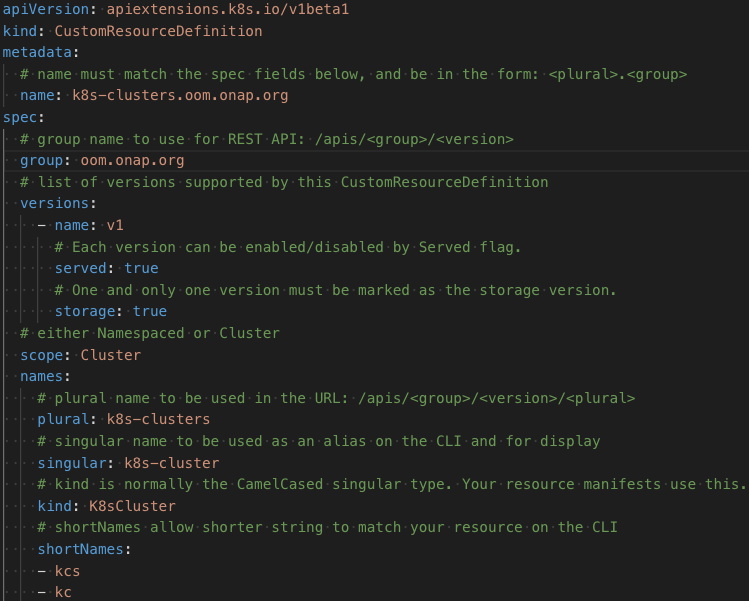 apiVersion: apiextensions.k8s.io/v1beta1
kind: CustomResourceDefinition
metadata:
  # name must match the spec fields below, and be in the form: <plural>.<group>
  name: k8s-clusters.oom.onap.org
spec:
  # group name to use for REST API: /apis/<group>/<version>
  group: oom.onap.org
  # list of versions supported by this CustomResourceDefinition
  versions:
    - name: v1
      # Each version can be enabled/disabled by Served flag.
      served: true
      # One and only one version must be marked as the storage version.
      storage: true
  # either Namespaced or Cluster
  scope: Cluster
  names:
    # plural name to be used in the URL: /apis/<group>/<version>/<plural>
    plural: k8s-clusters
    # singular name to be used as an alias on the CLI and for display
    singular: k8s-cluster
    # kind is normally the CamelCased singular type. Your resource manifests use this.
    kind: K8sCluster
    # shortNames allow shorter string to match your resource on the CLI
    shortNames:
    - kcs
    - kc